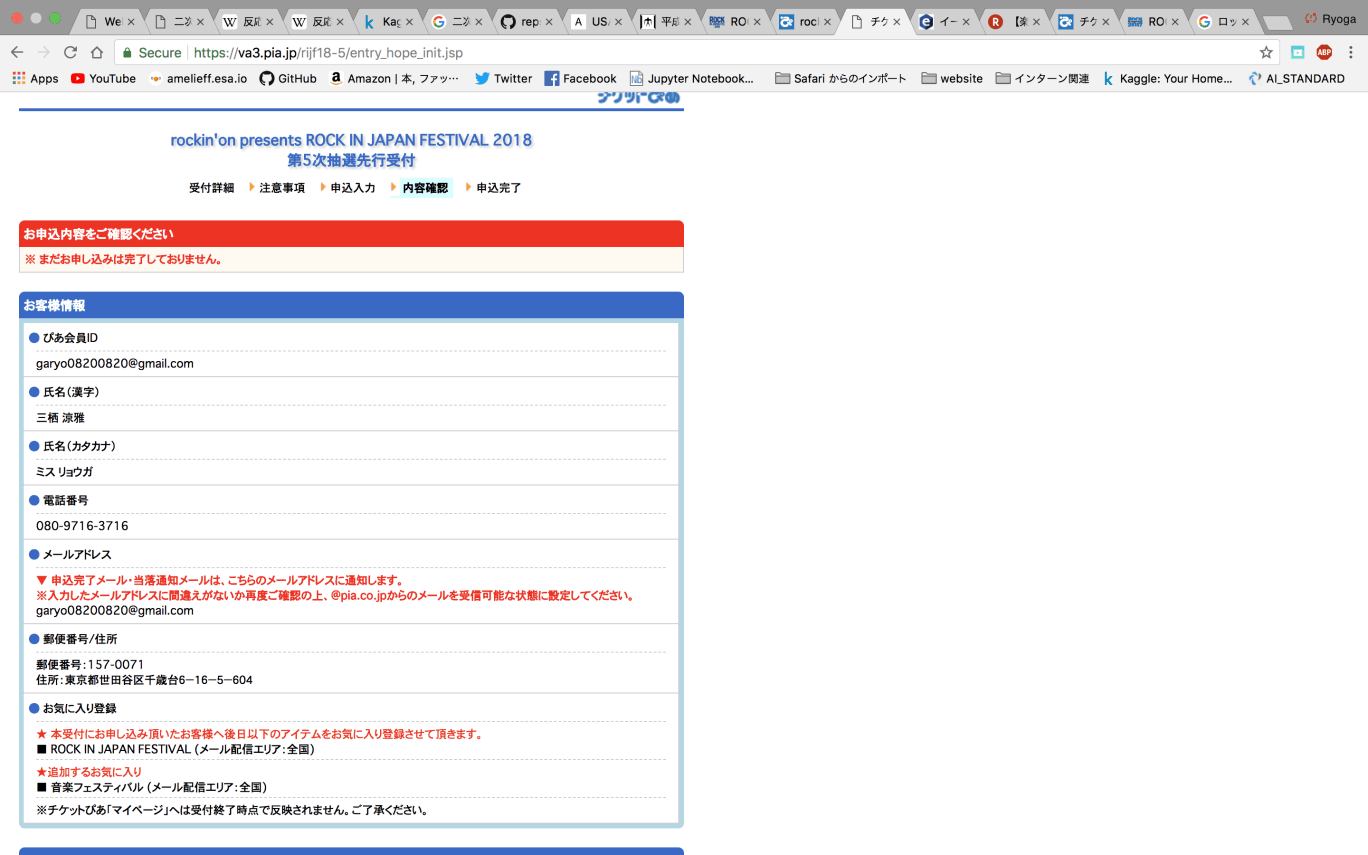 Wel
二次
反応
反応
Kag
二次
repo
USA
平成
ROC
rock
チケ
イー
【楽
チケ
ROC
ロッ
Ryoga
Secure https://va3.pia.jp/rijf18-5/entry_hope_init.jsp
Apps YouTube amelieff.esa.io GitHub Amazon | 本, ファッ… Twitter Facebook Jupyter Notebook... Safari からのインポート website インターン関連 Kaggle: Your Home... AI_STANDARD
チケットぴあ
rockin'on presents ROCK IN JAPAN FESTIVAL 2018
第5次抽選先行受付
受付詳細 注意事項 申込入力 内容確認 申込完了
お申込内容をご確認ください
※ まだお申し込みは完了しておりません。
お客様情報
● ぴあ会員ID
garyo08200820@gmail.com
● 氏名(漢字)
三栖 涼雅
● 氏名(カタカナ)
ミス リョウガ
● 電話番号
080-9716-3716
● メールアドレス
▼ 申込完了メール・当落通知メールは、こちらのメールアドレスに通知します。
※入力したメールアドレスに間違えがないか再度ご確認の上、@pia.co.jpからのメールを受信可能な状態に設定してください。
garyo08200820@gmail.com
● 郵便番号/住所
郵便番号:157-0071
住所:東京都世田谷区千歳台6−16−5−604
● お気に入り登録
★ 本受付にお申し込み頂いたお客様へ後日以下のアイテムをお気に入り登録させて頂きます。
■ ROCK IN JAPAN FESTIVAL (メール配信エリア:全国)
★追加するお気に入り
■ 音楽フェスティバル (メール配信エリア:全国)
※チケットぴあ「マイページ」へは受付終了時点で反映されません。ご了承ください。